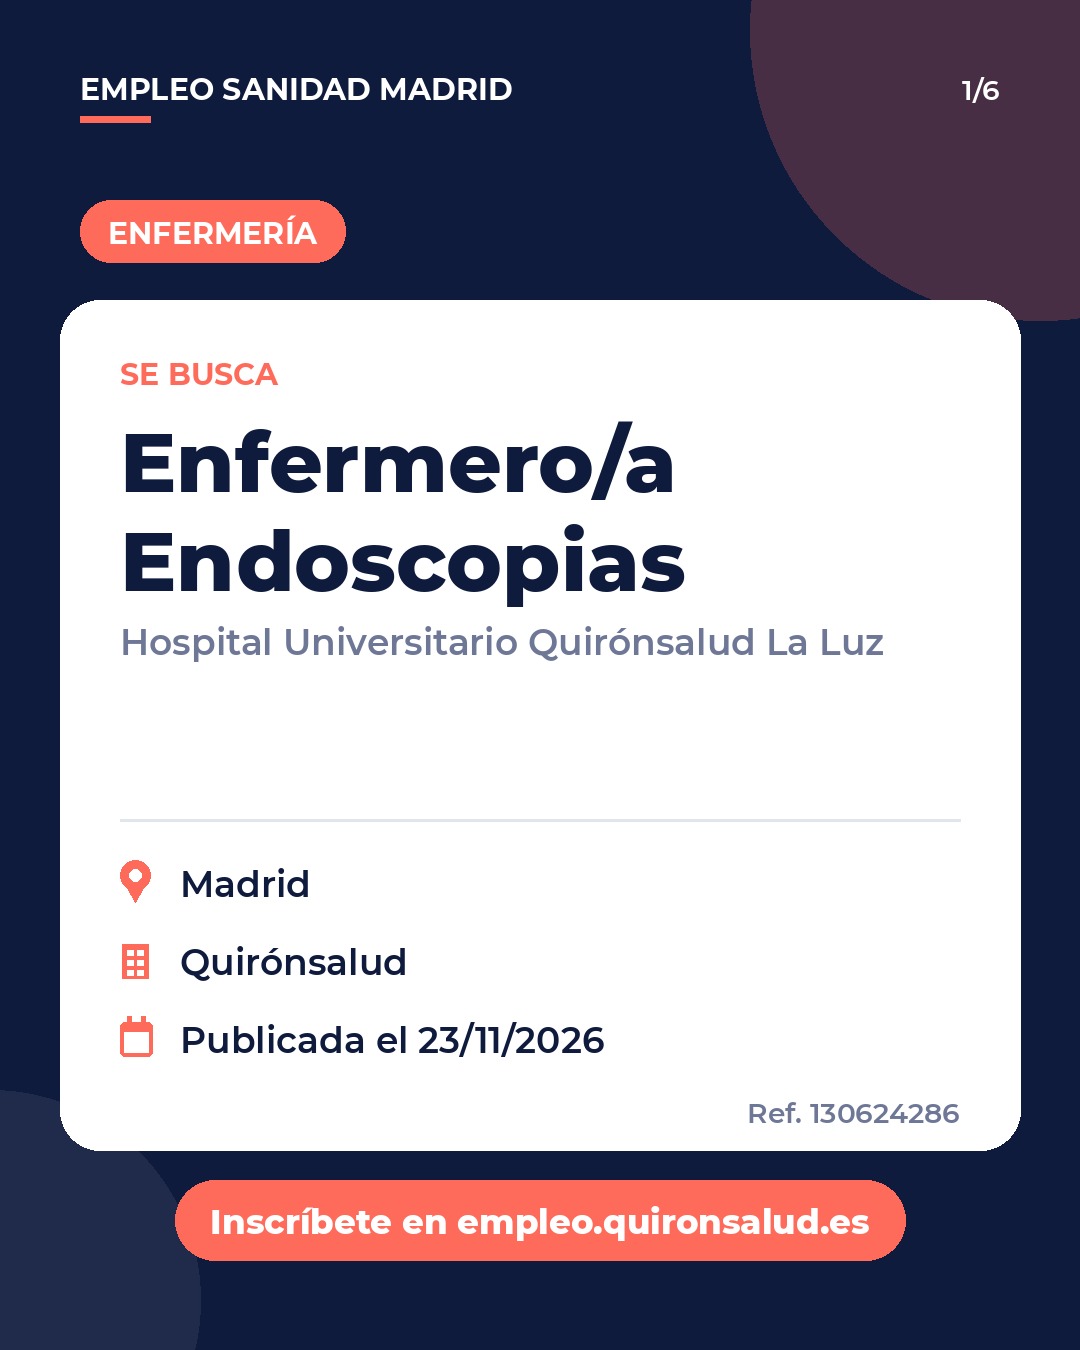 EMPLEO SANIDAD MADRID
1/6
ENFERMERÍA
SE BUSCA
Enfermero/a
Endoscopias
Hospital Universitario Quirónsalud La Luz
Madrid
Quirónsalud
Publicada el 23/11/2026
Ref. 130624286
Inscríbete en empleo.quironsalud.es